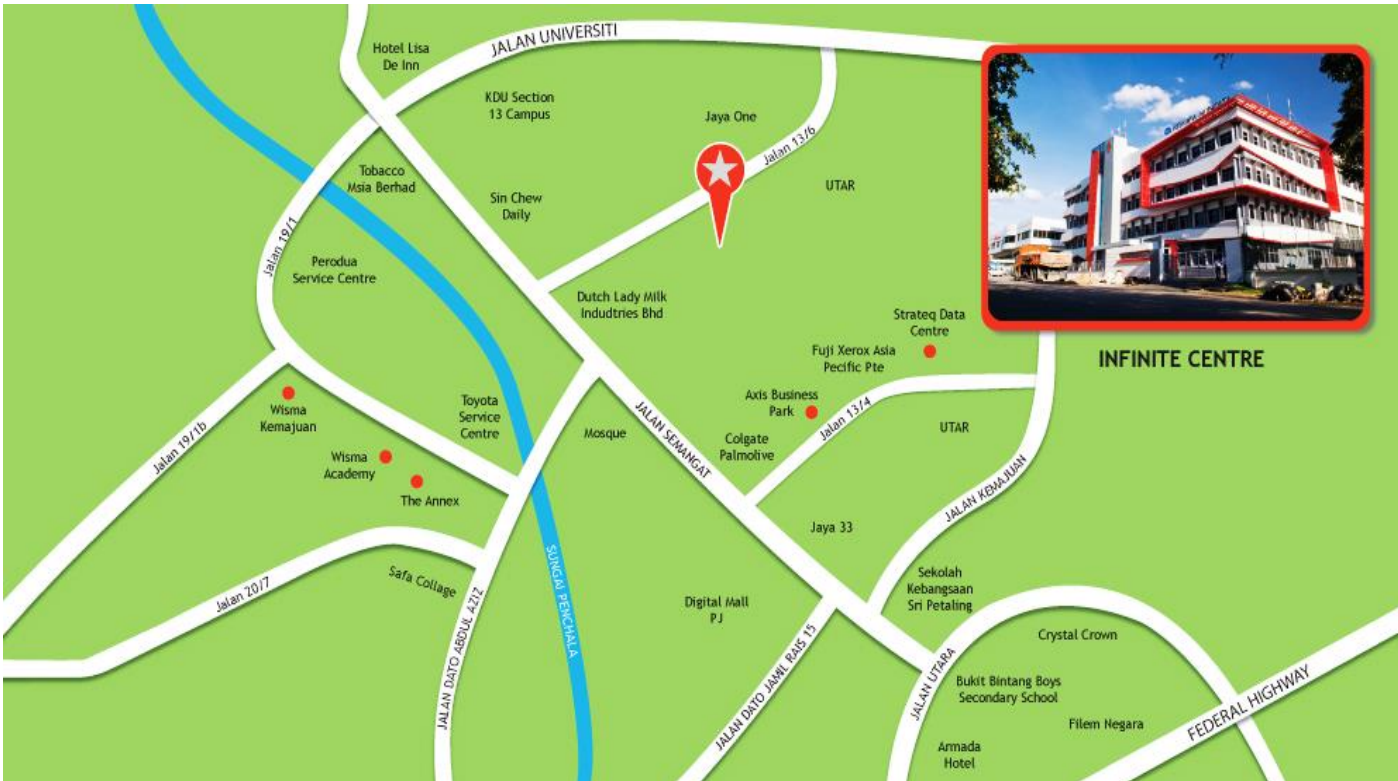 Hotel Lisa
De Inn
JALAN UNIVERSITI
KDU Section
13 Campus
Jaya One
Jalan 13/6
Tobacco
Msia Berhad
Sin Chew
Daily
UTAR
Jalan 19/1
Perodua
Service Centre
Dutch Lady Milk
Indudtries Bhd
Strateq Data
Centre
Fuji Xerox Asia
Pecific Pte
INFINITE CENTRE
Wisma
Kemajuan
Toyota
Service
Centre
Axis Business
Park
Jalan 13/4
JALAN SEMANGAT
Mosque
Colgate
Palmolive
UTAR
Jalan 19/1b
Wisma
Academy
The Annex
JALAN KEMAJUAN
Jaya 33
SUNGAI PENCHALA
Safa Collage
Jalan 20/7
Sekolah
Kebangsaan
Sri Petaling
Digital Mall
PJ
JALAN DATO ABDUL AZIZ
JALAN DATO JAMIL RAIS 15
JALAN UTARA
Crystal Crown
Bukit Bintang Boys
Secondary School
Filem Negara
FEDERAL HIGHWAY
Armada
Hotel